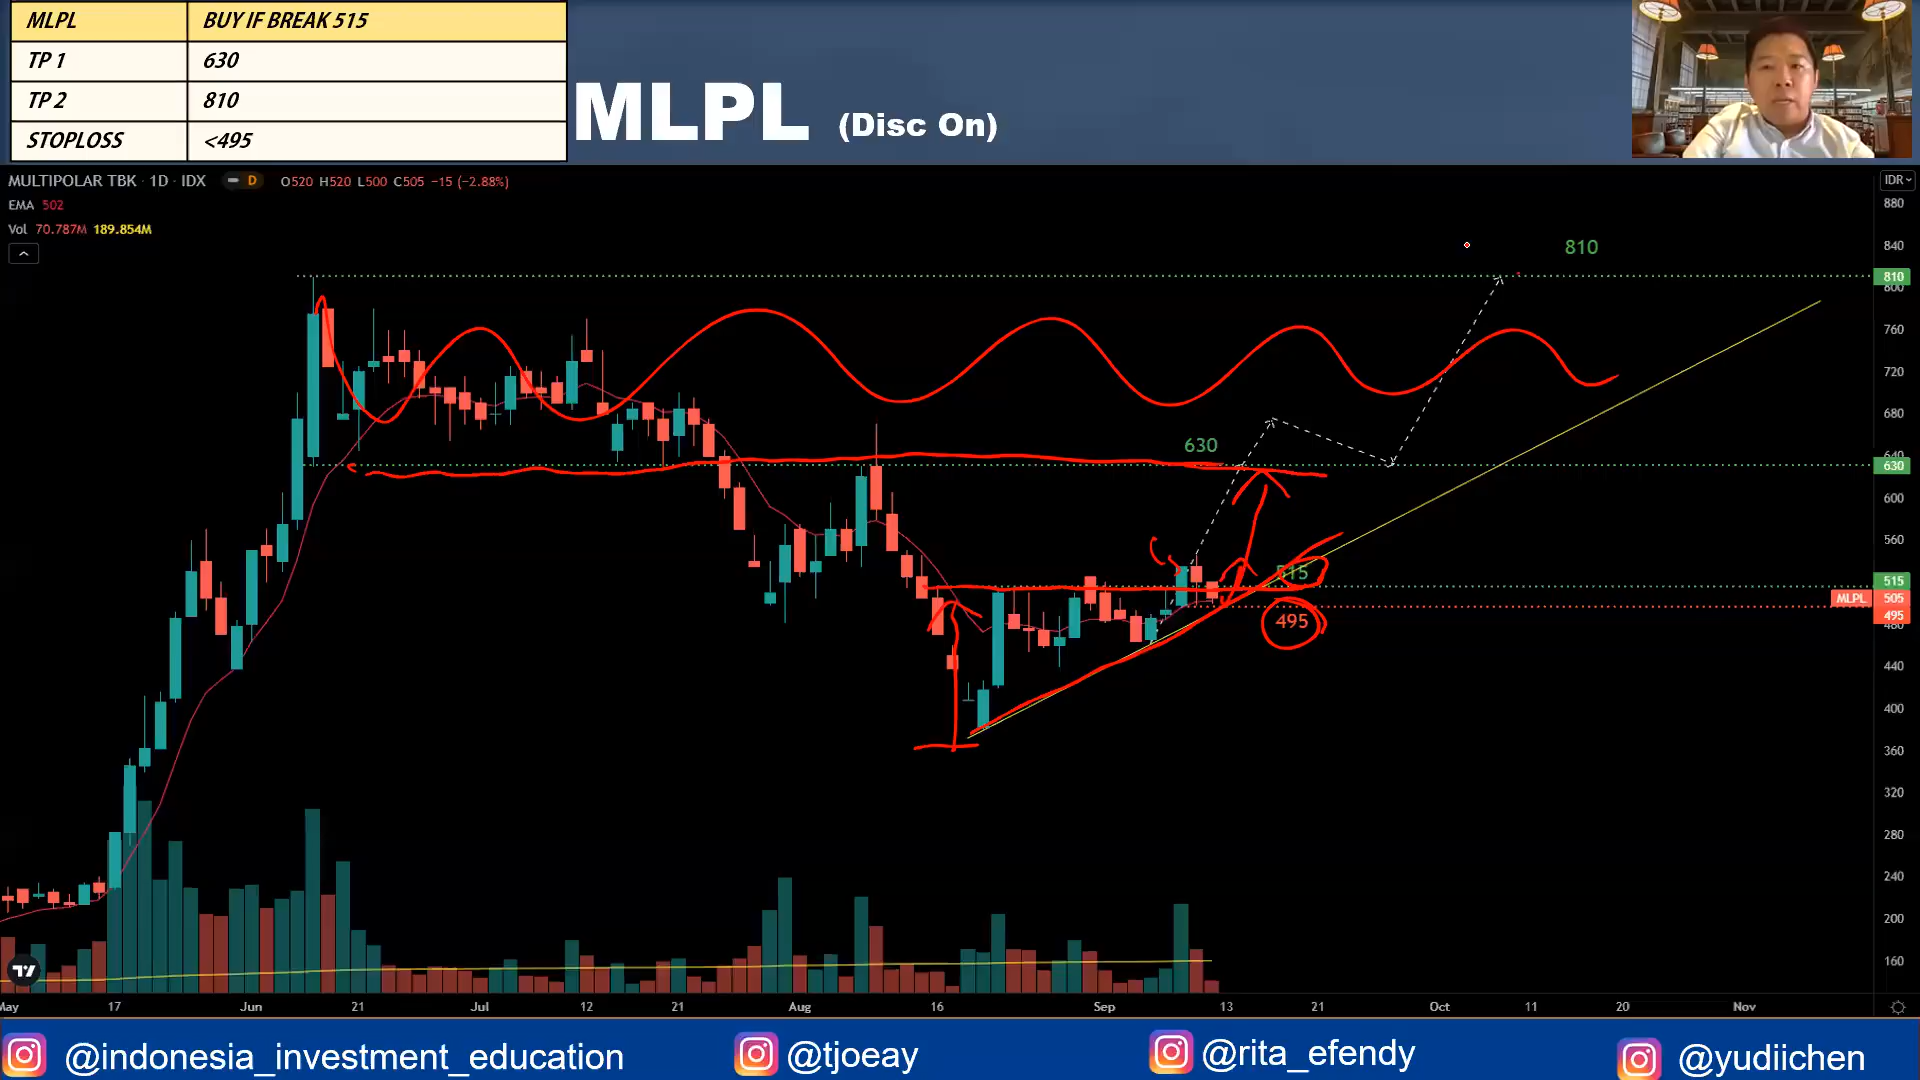 MLPL BUY IF BREAK 515
TP 1 630
TP 2 810
STOPLOSS <495
MLPL (Disc On)
MULTIPOLAR TBK · 1D · IDX D O520 H520 L500 C505 −15 (−2.88%)
EMA 502
Vol 70.787M 189.854M
IDR
880
840
810
800
760
720
680
640
630
600
560
515
MLPL 505
495
480
440
400
360
320
280
240
200
160
810
630
515
495
May 17 Jun 21 Jul 12 21 Aug 16 Sep 13 21 Oct 11 20 Nov
@indonesia_investment_education @tjoeay @rita_efendy @yudiichen